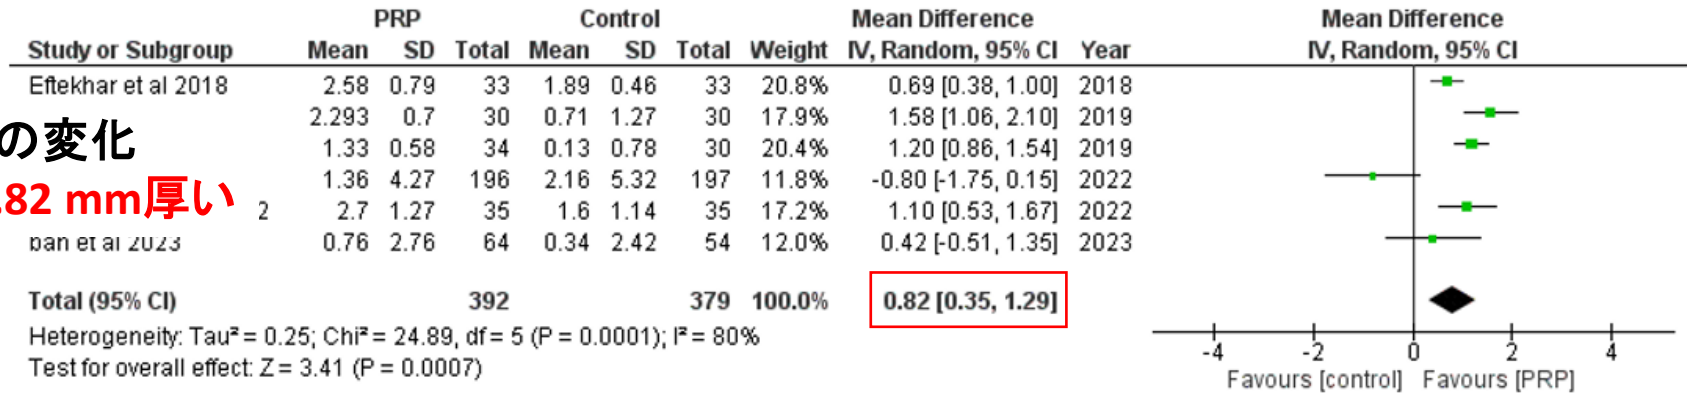 PRP Control Mean Difference Mean Difference
Study or Subgroup Mean SD Total Mean SD Total Weight IV, Random, 95% CI Year IV, Random, 95% CI
Eftekhar et al 2018 2.58 0.79 33 1.89 0.46 33 20.8% 0.69 [0.38, 1.00] 2018
2.293 0.7 30 0.71 1.27 30 17.9% 1.58 [1.06, 2.10] 2019
の変化
1.33 0.58 34 0.13 0.78 30 20.4% 1.20 [0.86, 1.54] 2019
1.36 4.27 196 2.16 5.32 197 11.8% -0.80 [-1.75, 0.15] 2022
.82 mm厚い
2 2.7 1.27 35 1.6 1.14 35 17.2% 1.10 [0.53, 1.67] 2022
ban et al 2023 0.76 2.76 64 0.34 2.42 54 12.0% 0.42 [-0.51, 1.35] 2023
Total (95% CI) 392 379 100.0% 0.82 [0.35, 1.29]
Heterogeneity: Tau² = 0.25; Chi² = 24.89, df = 5 (P = 0.0001); I² = 80%
Test for overall effect: Z = 3.41 (P = 0.0007)
-4 -2 0 2 4
Favours [control] Favours [PRP]